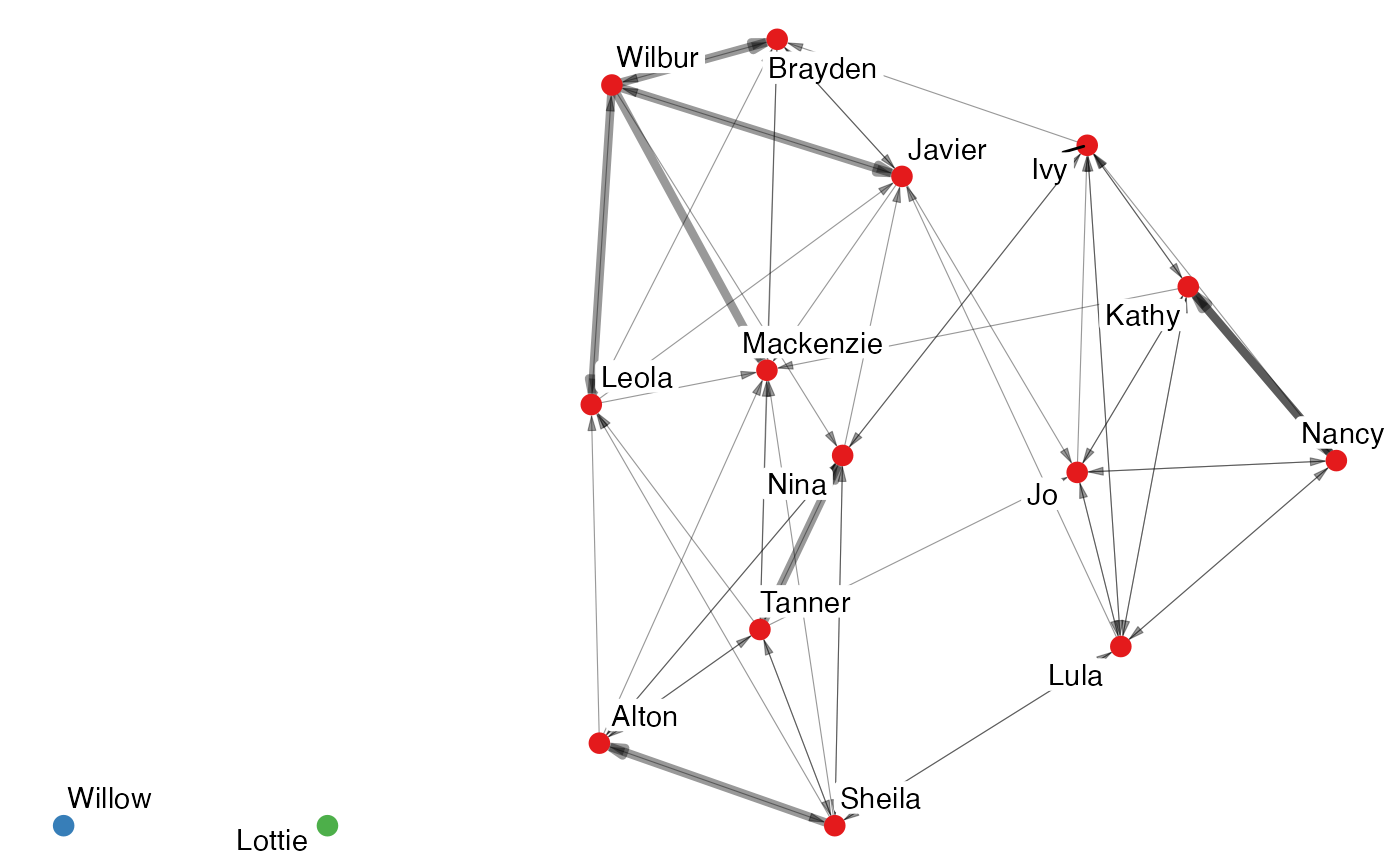 Wilbur
Brayden
Javier
Ivy
Kathy
Mackenzie
Leola
Nancy
Nina
Jo
Tanner
Lula
Alton
Willow
Sheila
Lottie